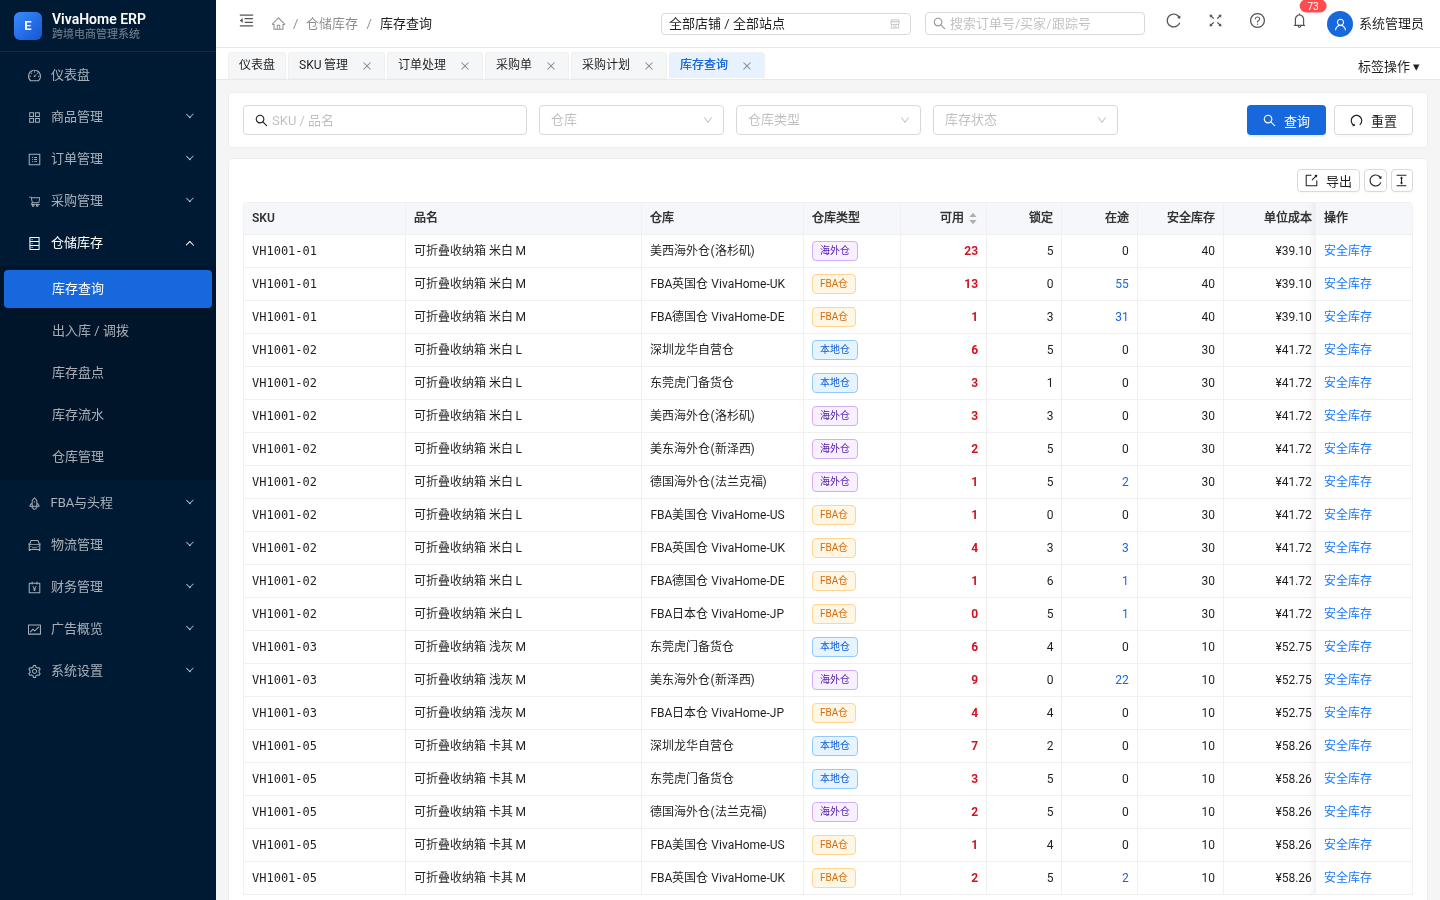 E
VivaHome ERP
跨境电商管理系统
仪表盘
商品管理
订单管理
采购管理
仓储库存
库存查询
出入库 / 调拨
库存盘点
库存流水
仓库管理
FBA与头程
物流管理
财务管理
广告概览
系统设置
/ 仓储库存 / 库存查询
全部店铺 / 全部站点
搜索订单号/买家/跟踪号
73
系统管理员
仪表盘
SKU 管理
订单处理
采购单
采购计划
库存查询
标签操作 ▾
SKU / 品名
仓库
仓库类型
库存状态
查询
重置
导出
SKU 品名 仓库 仓库类型 可用 锁定 在途 安全库存 单位成本 操作
VH1001-01 可折叠收纳箱 米白 M 美西海外仓(洛杉矶) 海外仓 23 5 0 40 ¥39.10 安全库存
VH1001-01 可折叠收纳箱 米白 M FBA英国仓 VivaHome-UK FBA仓 13 0 55 40 ¥39.10 安全库存
VH1001-01 可折叠收纳箱 米白 M FBA德国仓 VivaHome-DE FBA仓 1 3 31 40 ¥39.10 安全库存
VH1001-02 可折叠收纳箱 米白 L 深圳龙华自营仓 本地仓 6 5 0 30 ¥41.72 安全库存
VH1001-02 可折叠收纳箱 米白 L 东莞虎门备货仓 本地仓 3 1 0 30 ¥41.72 安全库存
VH1001-02 可折叠收纳箱 米白 L 美西海外仓(洛杉矶) 海外仓 3 3 0 30 ¥41.72 安全库存
VH1001-02 可折叠收纳箱 米白 L 美东海外仓(新泽西) 海外仓 2 5 0 30 ¥41.72 安全库存
VH1001-02 可折叠收纳箱 米白 L 德国海外仓(法兰克福) 海外仓 1 5 2 30 ¥41.72 安全库存
VH1001-02 可折叠收纳箱 米白 L FBA美国仓 VivaHome-US FBA仓 1 0 0 30 ¥41.72 安全库存
VH1001-02 可折叠收纳箱 米白 L FBA英国仓 VivaHome-UK FBA仓 4 3 3 30 ¥41.72 安全库存
VH1001-02 可折叠收纳箱 米白 L FBA德国仓 VivaHome-DE FBA仓 1 6 1 30 ¥41.72 安全库存
VH1001-02 可折叠收纳箱 米白 L FBA日本仓 VivaHome-JP FBA仓 0 5 1 30 ¥41.72 安全库存
VH1001-03 可折叠收纳箱 浅灰 M 东莞虎门备货仓 本地仓 6 4 0 10 ¥52.75 安全库存
VH1001-03 可折叠收纳箱 浅灰 M 美东海外仓(新泽西) 海外仓 9 0 22 10 ¥52.75 安全库存
VH1001-03 可折叠收纳箱 浅灰 M FBA日本仓 VivaHome-JP FBA仓 4 4 0 10 ¥52.75 安全库存
VH1001-05 可折叠收纳箱 卡其 M 深圳龙华自营仓 本地仓 7 2 0 10 ¥58.26 安全库存
VH1001-05 可折叠收纳箱 卡其 M 东莞虎门备货仓 本地仓 3 5 0 10 ¥58.26 安全库存
VH1001-05 可折叠收纳箱 卡其 M 德国海外仓(法兰克福) 海外仓 2 5 0 10 ¥58.26 安全库存
VH1001-05 可折叠收纳箱 卡其 M FBA美国仓 VivaHome-US FBA仓 1 4 0 10 ¥58.26 安全库存
VH1001-05 可折叠收纳箱 卡其 M FBA英国仓 VivaHome-UK FBA仓 2 5 2 10 ¥58.26 安全库存